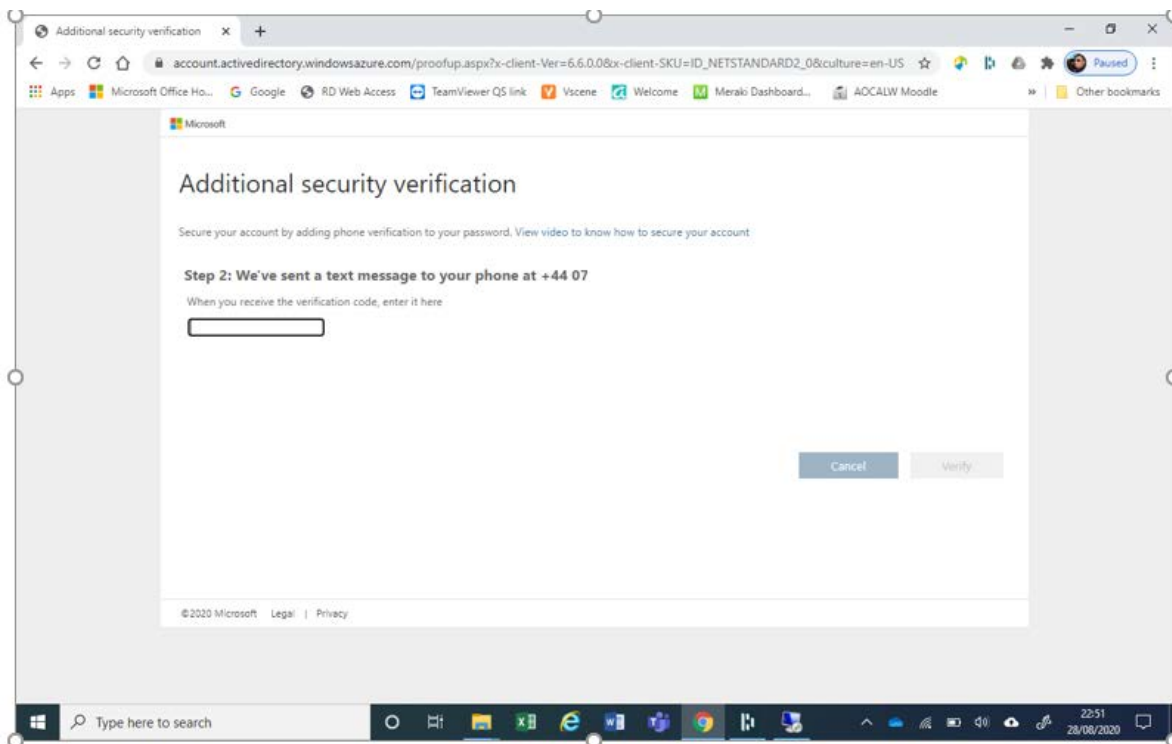 Additional security verification
account.activedirectory.windowsazure.com/proofup.aspx?x-client-Ver=6.6.0.0&x-client-SKU=ID_NETSTANDARD2_0&culture=en-US
Paused
Apps Microsoft Office Ho... Google RD Web Access TeamViewer QS link Vscene Welcome Meraki Dashboard... AOCALW Moodle » Other bookmarks
Microsoft
Additional security verification
Secure your account by adding phone verification to your password. View video to know how to secure your account
Step 2: We've sent a text message to your phone at +44 07
When you receive the verification code, enter it here
Cancel Verify
©2020 Microsoft Legal | Privacy
Type here to search
22:51
28/08/2020